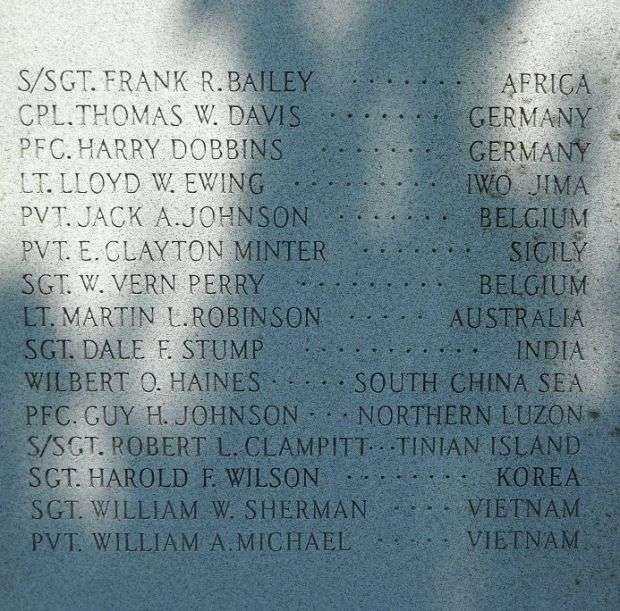 S/SGT. FRANK R. BAILEY ······· AFRICA
CPL. THOMAS W. DAVIS ······· GERMANY
PFC. HARRY DOBBINS ······· GERMANY
LT. LLOYD W. EWING ········ IWO JIMA
PVT. JACK A. JOHNSON ······· BELGIUM
PVT. E. CLAYTON MINTER ······· SICILY
SGT. W. VERN PERRY ········· BELGIUM
LT. MARTIN L. ROBINSON ····· AUSTRALIA
SGT. DALE F. STUMP ·········· INDIA
WILBERT O. HAINES ····· SOUTH CHINA SEA
PFC. GUY H. JOHNSON ··· NORTHERN LUZON
S/SGT. ROBERT L. CLAMPITT ··· TINIAN ISLAND
SGT. HAROLD F. WILSON ········ KOREA
SGT. WILLIAM W. SHERMAN ···· VIETNAM
PVT. WILLIAM A. MICHAEL ····· VIETNAM